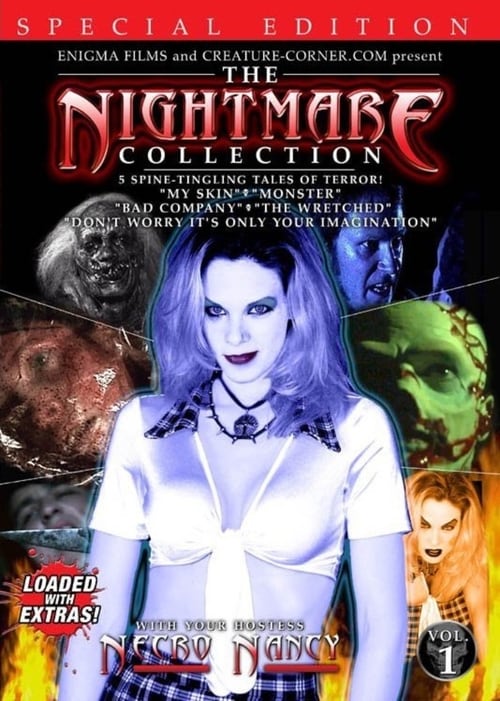 SPECIAL EDITION
ENIGMA FILMS and CREATURE-CORNER.COM present
THE
NIGHTMARE
COLLECTION
5 SPINE-TINGLING TALES OF TERROR!
"MY SKIN" "MONSTER"
"BAD COMPANY" "THE WRETCHED"
"DON'T WORRY IT'S ONLY YOUR IMAGINATION"
LOADED
WITH
EXTRAS!
WITH YOUR HOSTESS
NECRO NANCY
VOL.
1